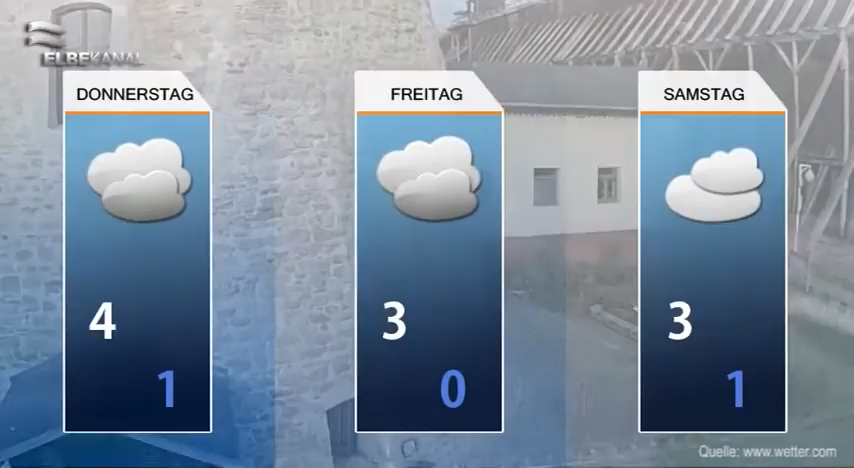 ELBEKANAL
DONNERSTAG
FREITAG
SAMSTAG
4
3
3
1
0
1
Quelle: www.wetter.com